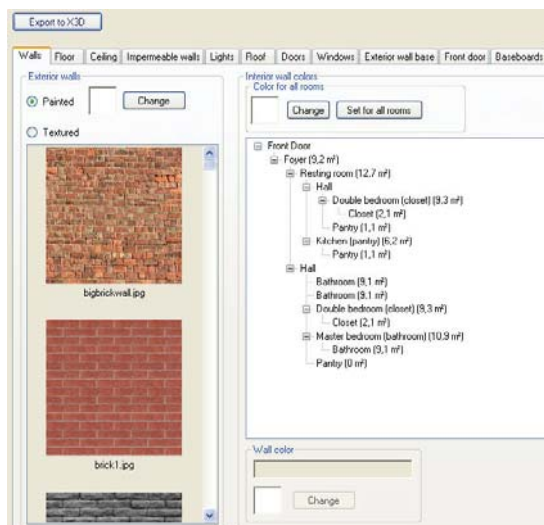 Export to X3D
Walls Floor Ceiling Impermeable walls Lights Roof Doors Windows Exterior wall base Front door Baseboards
Exterior walls
Painted Change
Textured
bigbrickwall.jpg
brick1.jpg
Interior wall colors
Color for all rooms
Change Set for all rooms
Front Door
Foyer (9,2 m²)
Resting room (12,7 m²)
Hall
Double bedroom (closet) (9,3 m²)
Closet (2,1 m²)
Pantry (1,1 m²)
Kitchen (pantry) (6,2 m²)
Pantry (1,1 m²)
Hall
Bathroom (9,1 m²)
Bathroom (9,1 m²)
Double bedroom (closet) (9,3 m²)
Closet (2,1 m²)
Master bedroom (bathroom) (10,9 m²)
Bathroom (9,1 m²)
Pantry (0 m²)
Wall color
Change